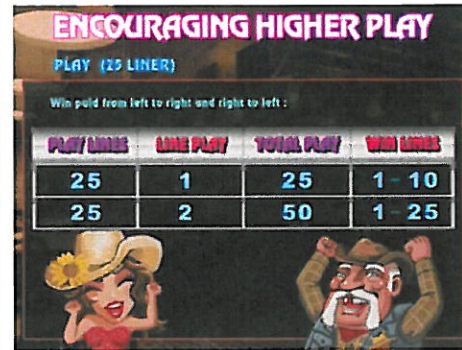 ENCOURAGING HIGHER PLAY
PLAY (25 LINER)
Win paid from left to right and right to left :
PLAY LINES LINE PLAY TOTAL PLAY WIN LINES
25 1 25 1 - 10
25 2 50 1 - 25